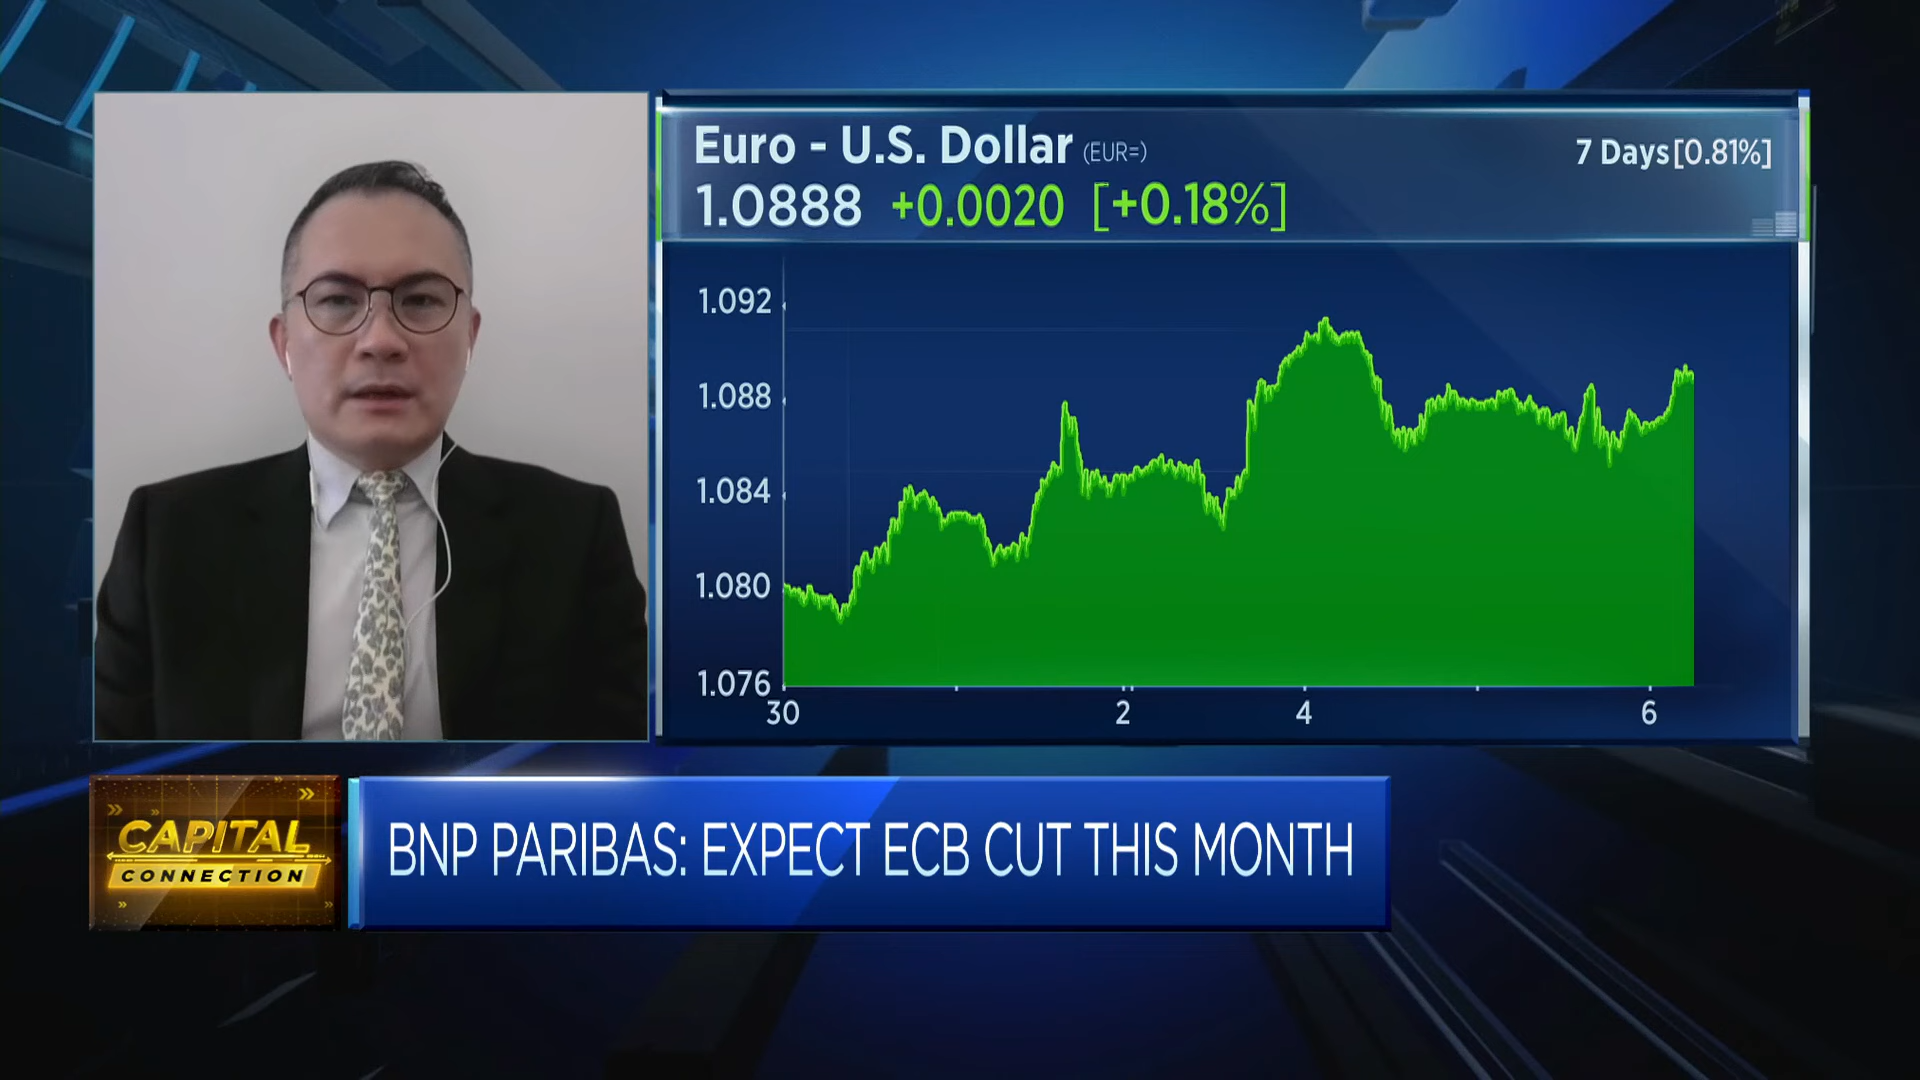 Euro - U.S. Dollar (EUR=)
7 Days [0.81%]
1.0888 +0.0020 [+0.18%]
1.092
1.088
1.084
1.080
1.076
30 2 4 6
CAPITAL
CONNECTION
BNP PARIBAS: EXPECT ECB CUT THIS MONTH